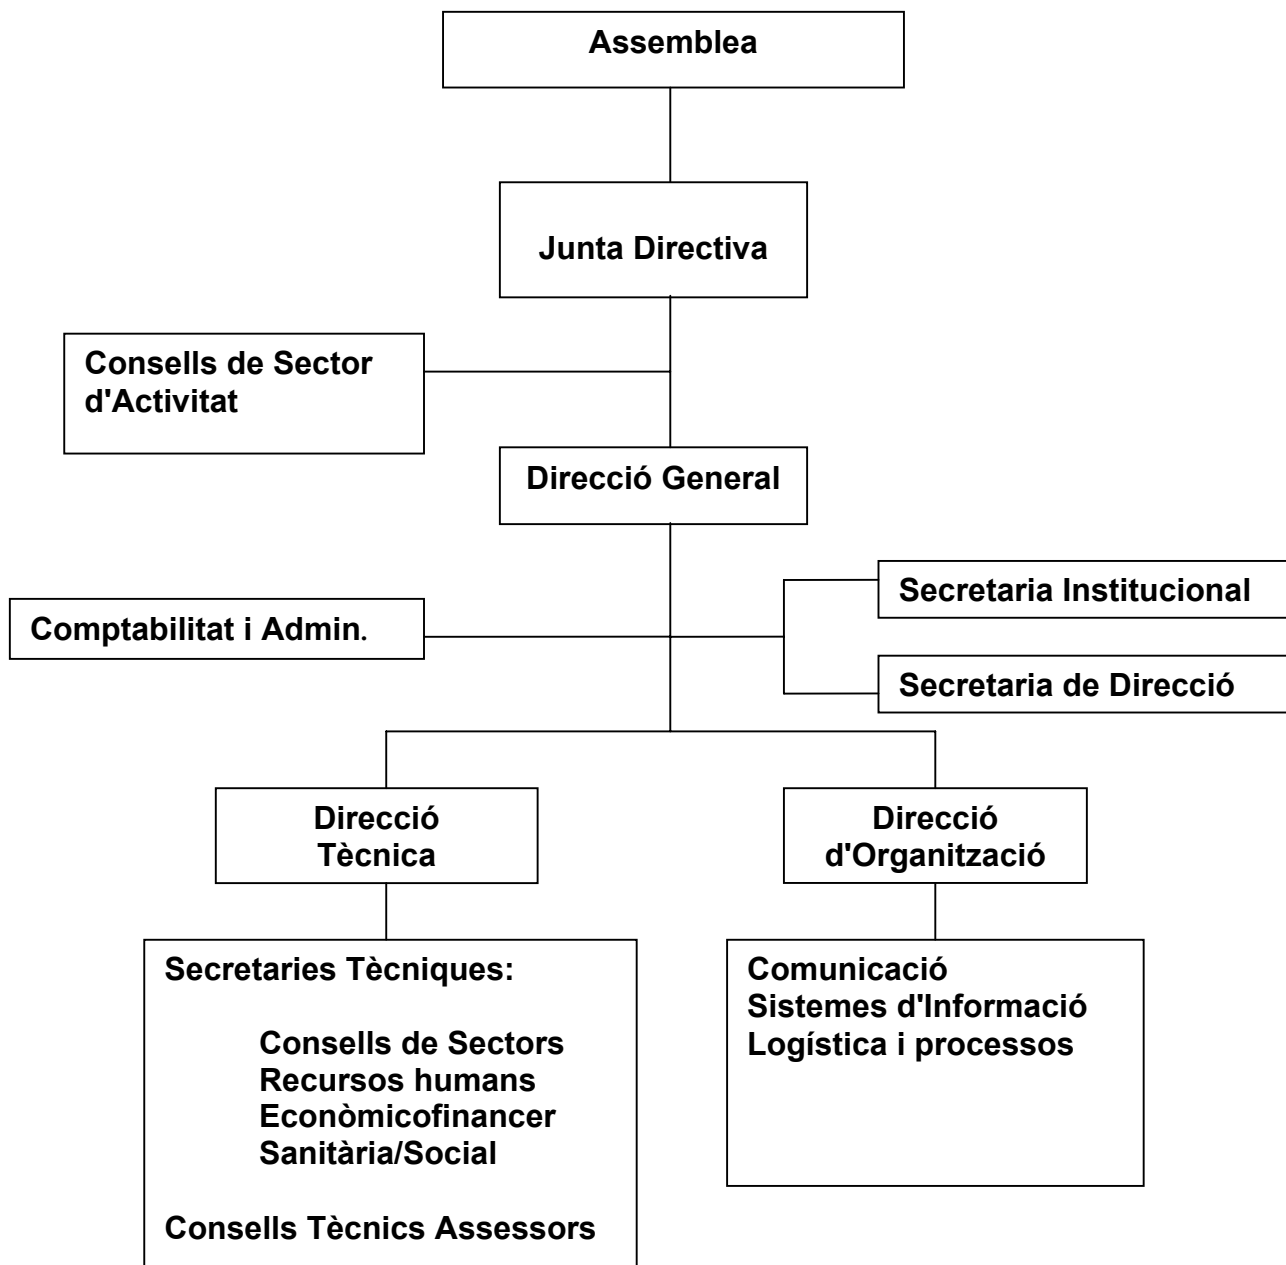 Assemblea
Junta Directiva
Consells de Sector
d'Activitat
Direcció General
Secretaria Institucional
Comptabilitat i Admin.
Secretaria de Direcció
Direcció
Tècnica
Direcció
d'Organització
Secretaries Tècniques:
Consells de Sectors
Recursos humans
Econòmicofinancer
Sanitària/Social
Consells Tècnics Assessors
Comunicació
Sistemes d'Informació
Logística i processos